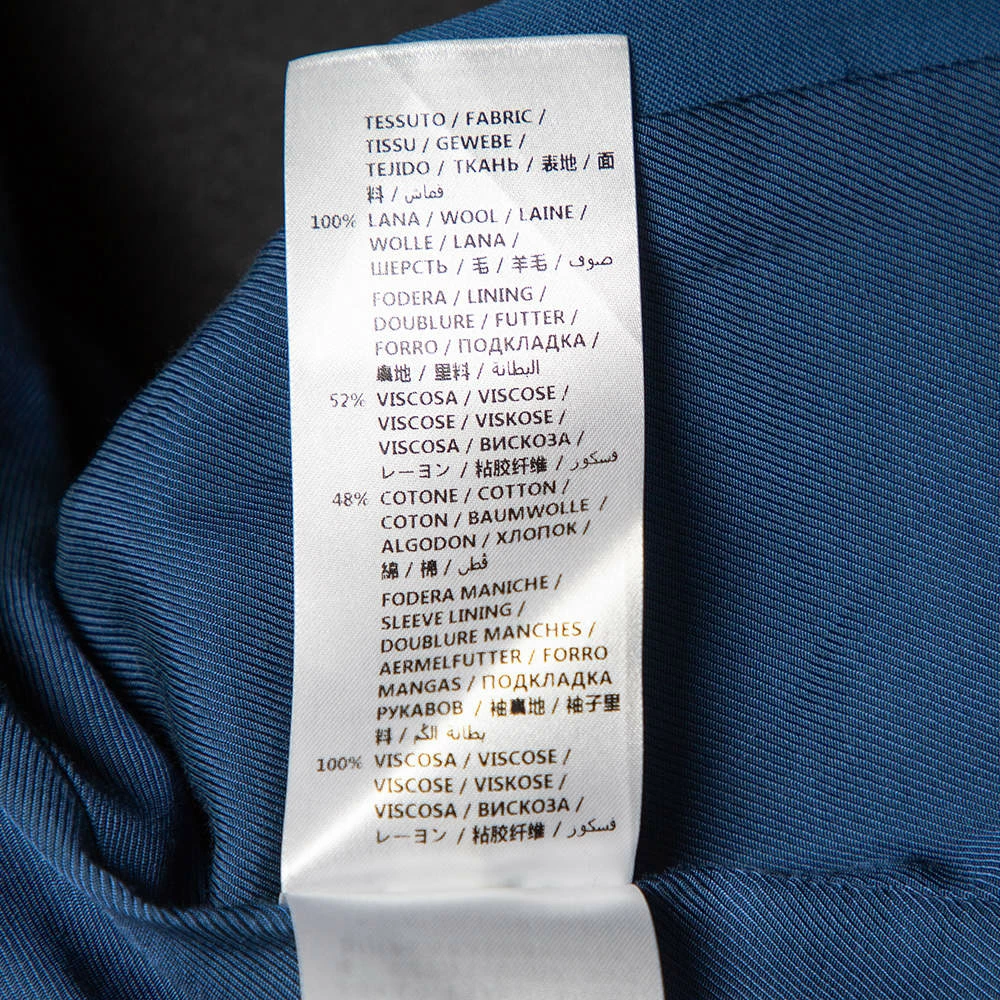 TESSUTO / FABRIC /
TISSU / GEWEBE /
TEJIDO / ТКАНЬ / 表地 / 面
料 / قماش
100% LANA / WOOL / LAINE /
WOLLE / LANA /
ШЕРСТЬ / 毛 / 羊毛 / صوف
FODERA / LINING /
DOUBLURE / FUTTER /
FORRO / ПОДКЛАДКА /
裏地 / 里料 / البطانة
52% VISCOSA / VISCOSE /
VISCOSE / VISKOSE /
VISCOSA / ВИСКОЗА /
レーヨン / 粘胶纤维 / فسكور
48% COTONE / COTTON /
COTON / BAUMWOLLE /
ALGODON / ХЛОПОК /
綿 / 棉 / قطن
FODERA MANICHE /
SLEEVE LINING /
DOUBLURE MANCHES /
AERMELFUTTER / FORRO
MANGAS / ПОДКЛАДКА
РУКАВОВ / 袖裏地 / 袖子里
料 / بطانة الكم
100% VISCOSA / VISCOSE /
VISCOSE / VISKOSE /
VISCOSA / ВИСКОЗА /
レーヨン / 粘胶纤维 / فسكور